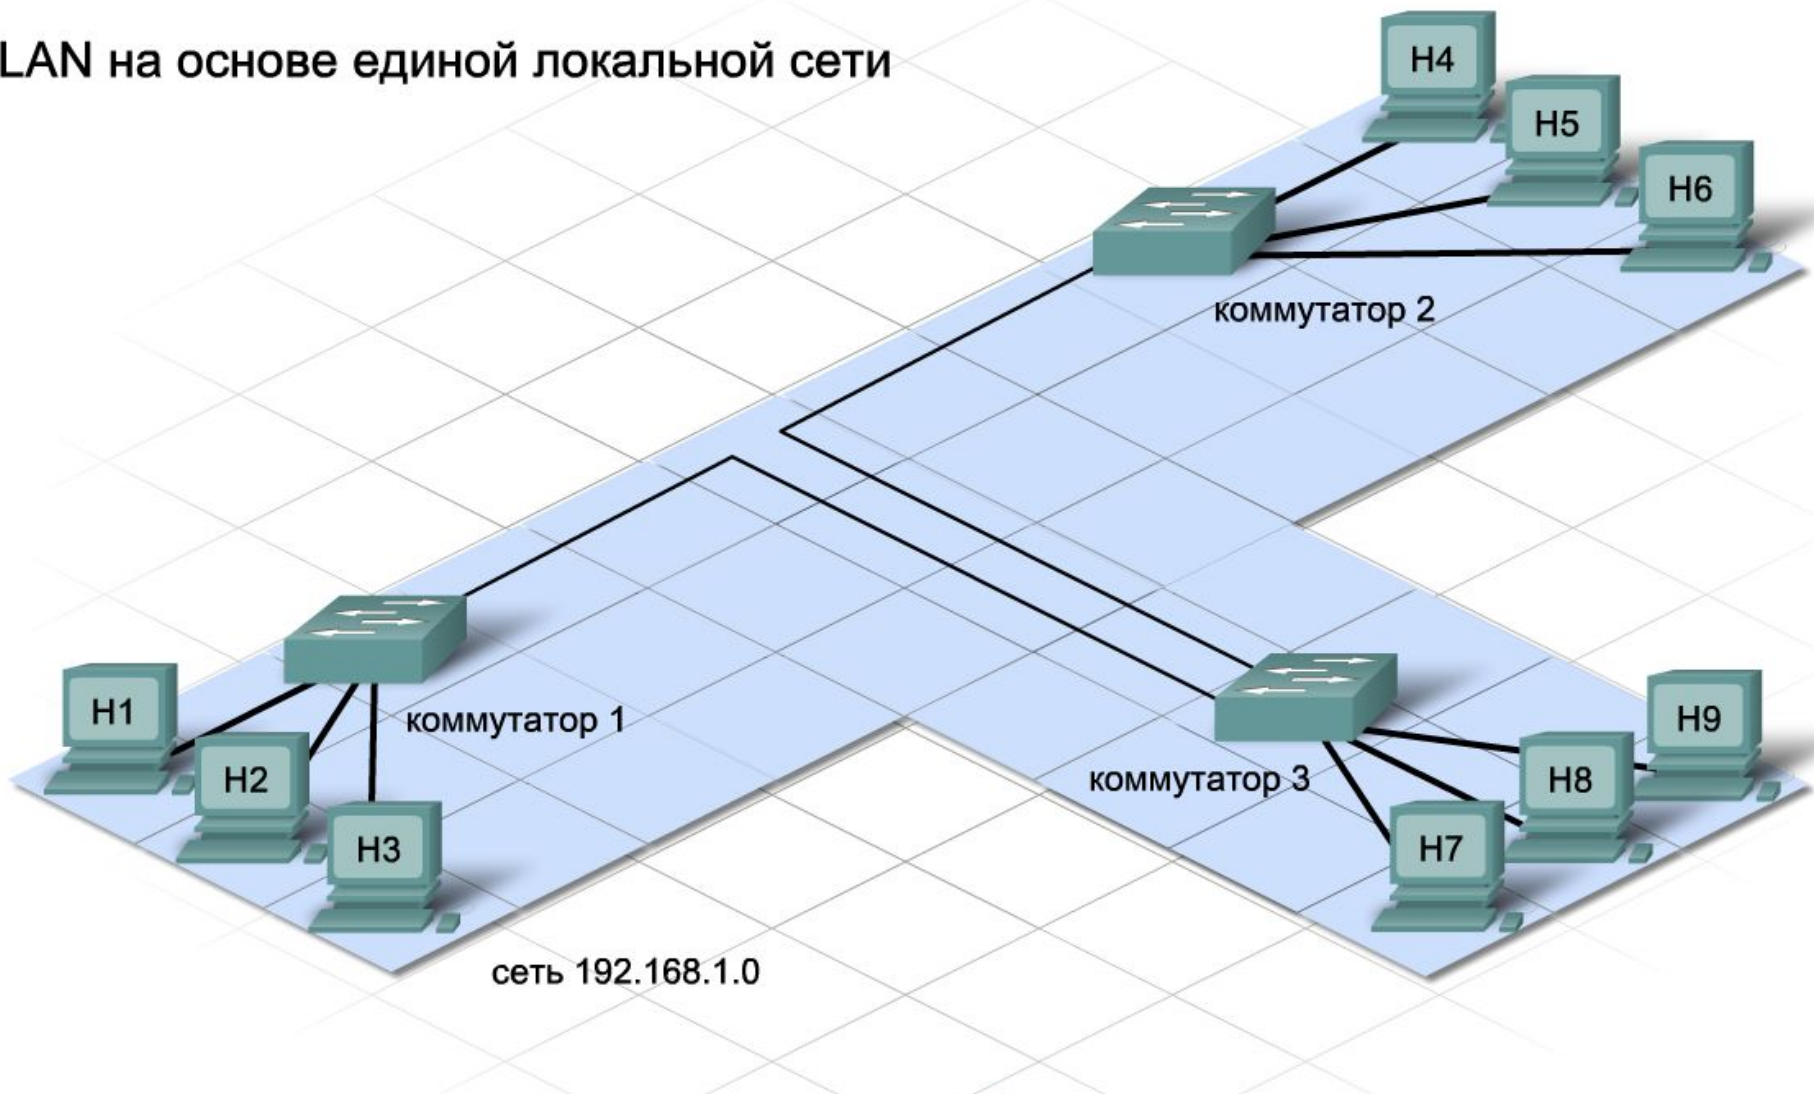 LAN на основе единой локальной сети
H4
H5
H6
коммутатор 2
H1
H2
H3
коммутатор 1
коммутатор 3
H7
H8
H9
сеть 192.168.1.0